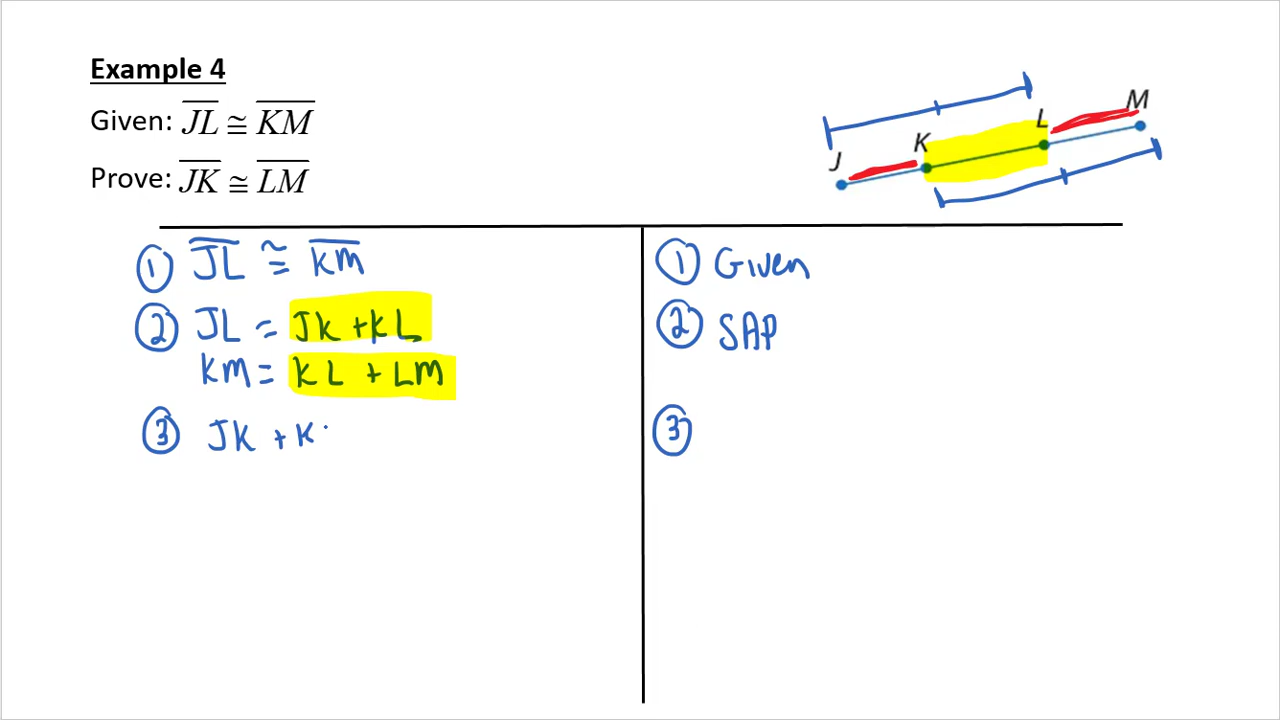 Example 4
Given: JL ≅ KM
Prove: JK ≅ LM
J K L M
① JL ≅ KM
① Given
② JL = JK + KL
② SAP
KM = KL + LM
③ JK + K
③